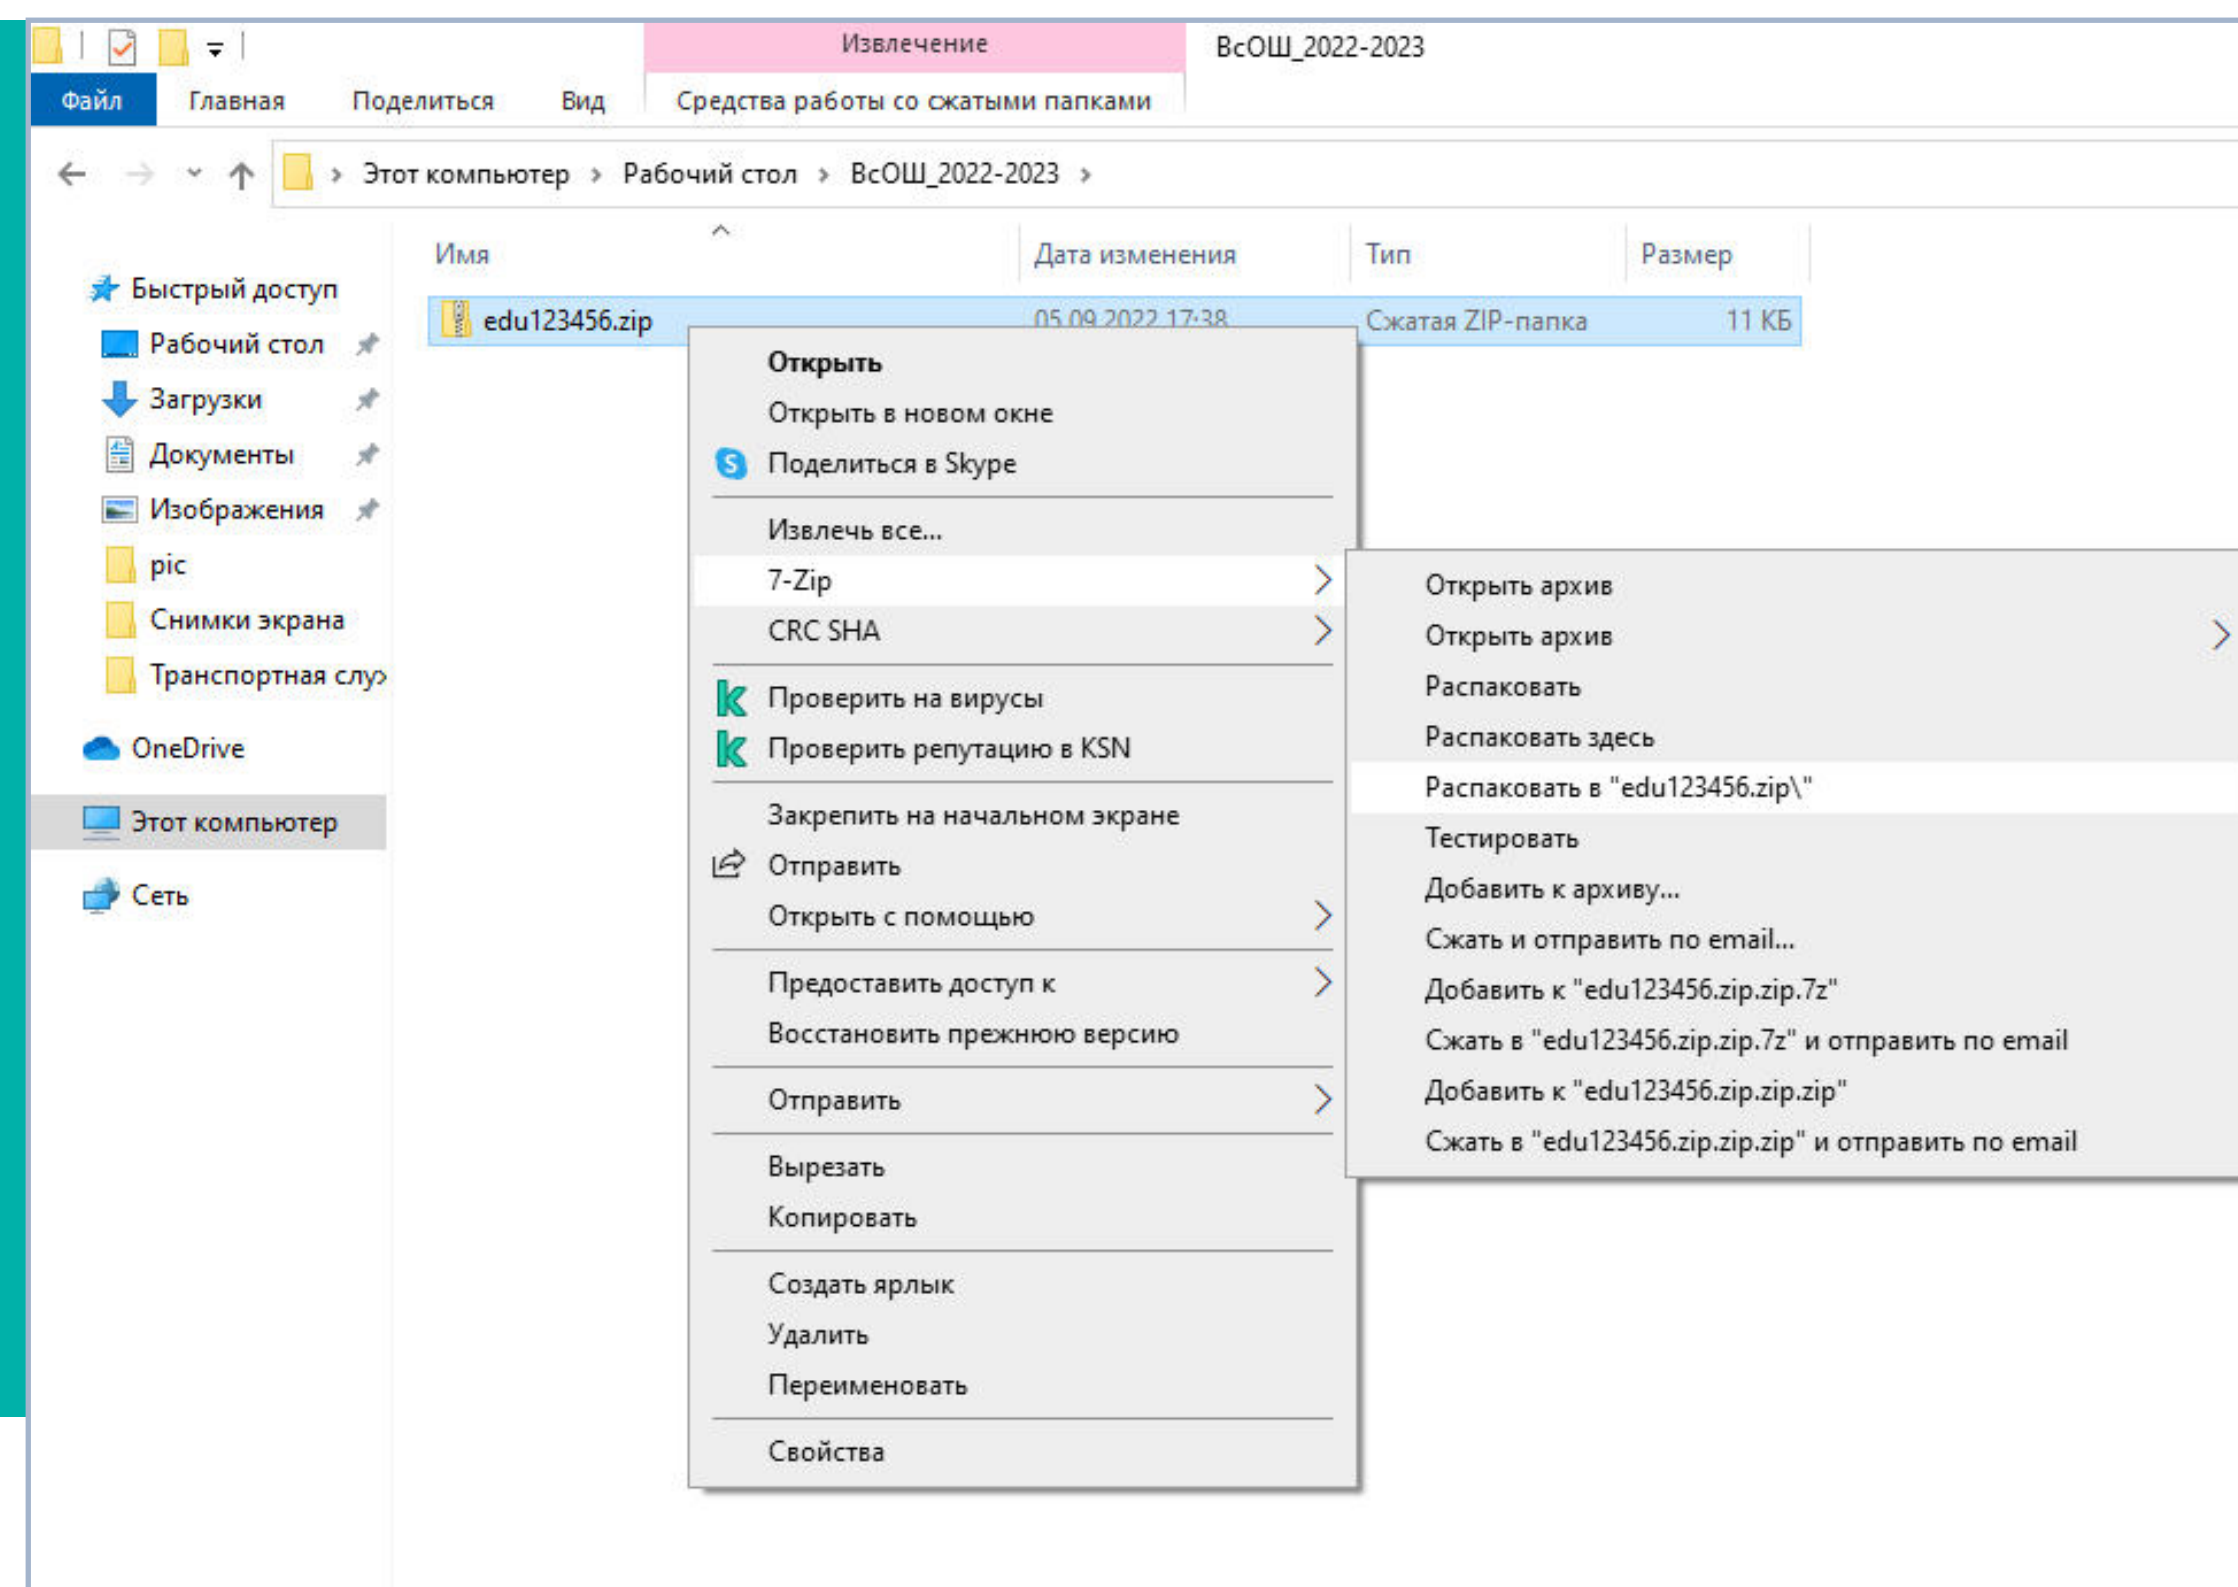 Извлечение
ВсОШ_2022-2023
Файл
Главная
Поделиться
Вид
Средства работы со сжатыми папками
Этот компьютер
Рабочий стол
ВсОШ_2022-2023
Имя
Дата изменения
Тип
Размер
Быстрый доступ
Рабочий стол
Загрузки
Документы
Изображения
pic
Снимки экрана
Транспортная служ
OneDrive
Этот компьютер
Сеть
edu123456.zip
05.09.2022 17:38
Сжатая ZIP-папка
11 КБ
Открыть
Открыть в новом окне
Поделиться в Skype
Извлечь все...
7-Zip
CRC SHA
Проверить на вирусы
Проверить репутацию в KSN
Закрепить на начальном экране
Отправить
Открыть с помощью
Предоставить доступ к
Восстановить прежнюю версию
Отправить
Вырезать
Копировать
Создать ярлык
Удалить
Переименовать
Свойства
Открыть архив
Открыть архив
Распаковать
Распаковать здесь
Распаковать в "edu123456.zip\"
Тестировать
Добавить к архиву...
Сжать и отправить по email...
Добавить к "edu123456.zip.zip.7z"
Сжать в "edu123456.zip.zip.7z" и отправить по email
Добавить к "edu123456.zip.zip.zip"
Сжать в "edu123456.zip.zip.zip" и отправить по email